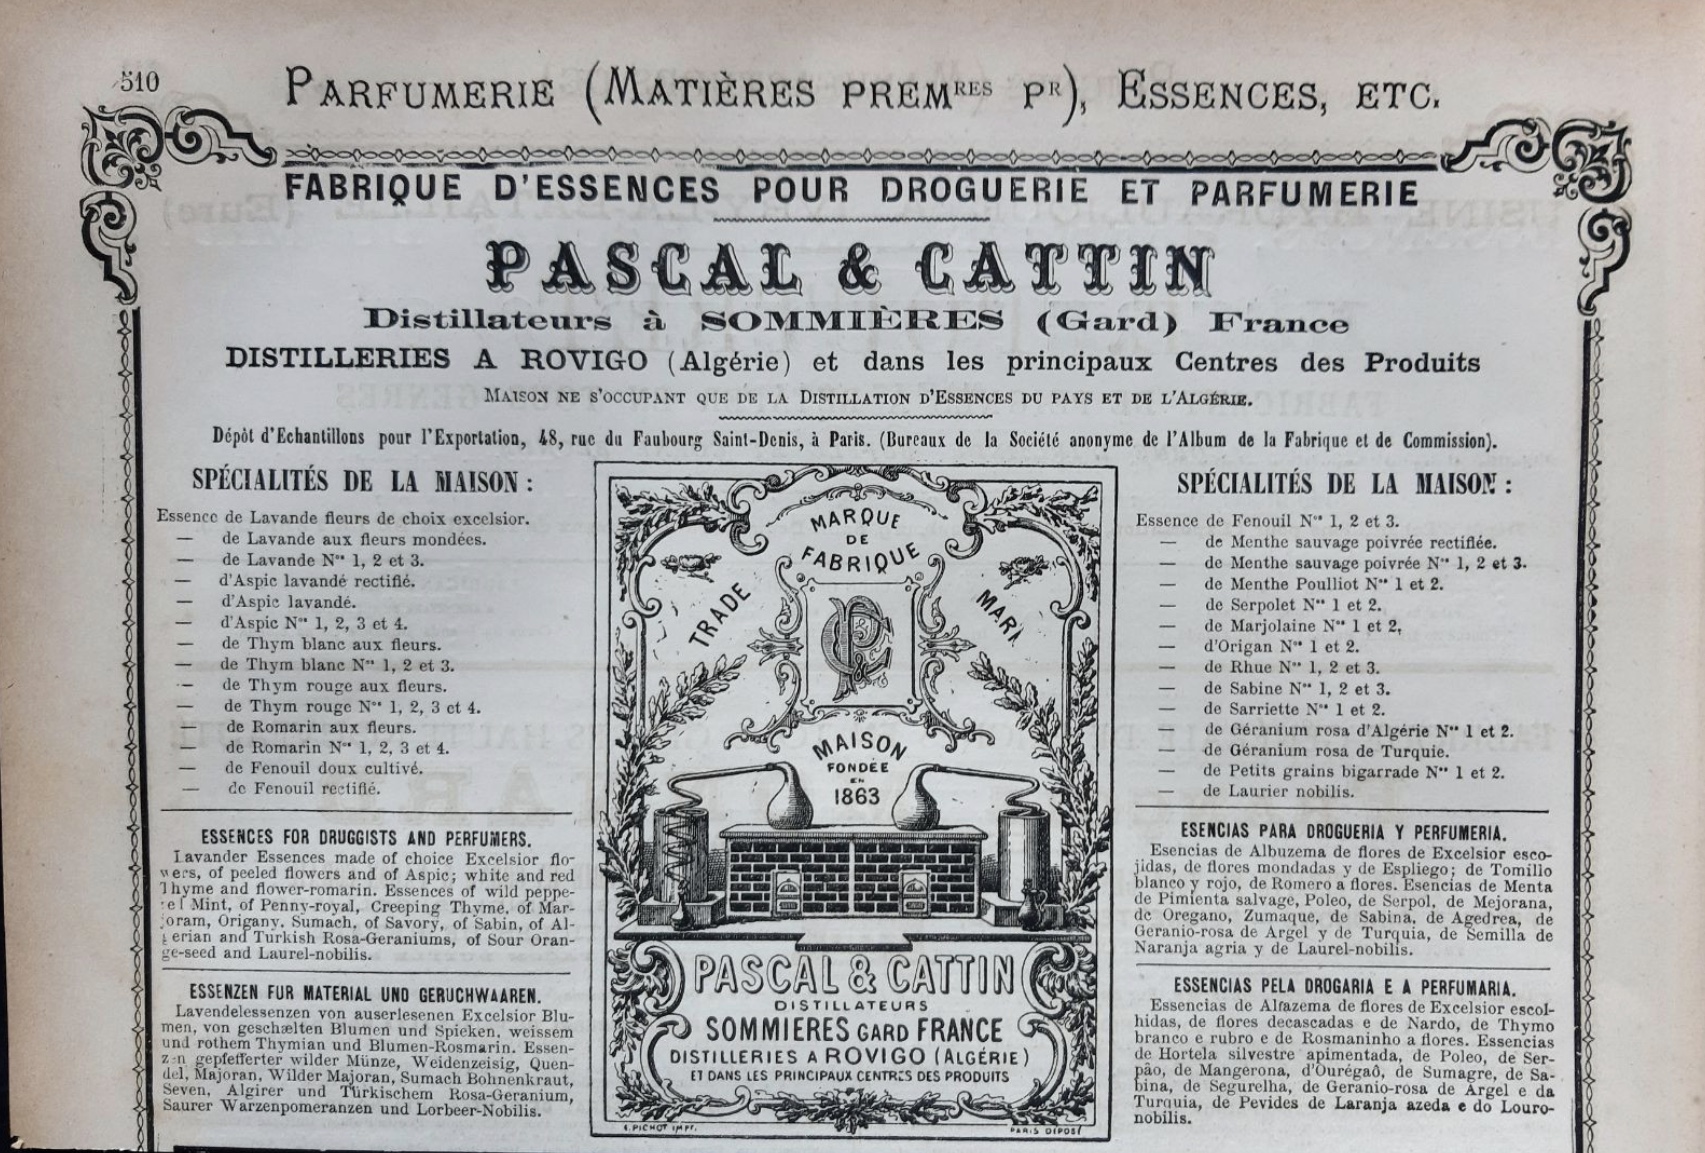 510
PARFUMERIE (MATIÈRES PREMRES PR), ESSENCES, ETC.
FABRIQUE D'ESSENCES POUR DROGUERIE ET PARFUMERIE
PASCAL & CATTIN
Distillateurs à SOMMIÈRES (Gard) France
DISTILLERIES A ROVIGO (Algérie) et dans les principaux Centres des Produits
MAISON NE S'OCCUPANT QUE DE LA DISTILLATION D'ESSENCES DU PAYS ET DE L'ALGÉRIE.
Dépôt d'Echantillons pour l'Exportation, 48, rue du Faubourg Saint-Denis, à Paris. (Bureaux de la Société anonyme de l'Album de la Fabrique et de Commission).
SPÉCIALITÉS DE LA MAISON :
Essence de Lavande fleurs de choix excelsior.
— de Lavande aux fleurs mondées.
— de Lavande Nos 1, 2 et 3.
— d'Aspic lavandé rectifié.
— d'Aspic lavandé.
— d'Aspic Nos 1, 2, 3 et 4.
— de Thym blanc aux fleurs.
— de Thym blanc Nos 1, 2 et 3.
— de Thym rouge aux fleurs.
— de Thym rouge Nos 1, 2, 3 et 4.
— de Romarin aux fleurs.
— de Romarin Nos 1, 2, 3 et 4.
— de Fenouil doux cultivé.
— de Fenouil rectifié.
ESSENCES FOR DRUGGISTS AND PERFUMERS.
Lavander Essences made of choice Excelsior flo-
wers, of peeled flowers and of Aspic; white and red
Thyme and flower-romarin. Essences of wild peppe-
rel Mint, of Penny-royal, Creeping Thyme, of Mar-
joram, Origany, Sumach, of Savory, of Sabin, of Al-
gerian and Turkish Rosa-Geraniums, of Sour Oran-
ge-seed and Laurel-nobilis.
ESSENZEN FUR MATERIAL UND GERUCHWAAREN.
Lavendelessenzen von auserlesenen Excelsior Blu-
men, von geschælten Blumen und Spieken, weissem
und rothem Thymian und Blumen-Rosmarin. Essen-
zen gepfefferter wilder Münze, Weidenzeisig, Quen-
del, Majoran, Wilder Majoran, Sumach Bohnenkraut,
Seven, Algirer und Türkischem Rosa-Geranium,
Saurer Warzenpomeranzen und Lorbeer-Nobilis.
MARQUE
DE
FABRIQUE
TRADE MARK
PC
MAISON
FONDÉE
EN
1863
PASCAL & CATTIN
DISTILLATEURS
SOMMIERES GARD FRANCE
DISTILLERIES A ROVIGO (ALGÉRIE)
ET DANS LES PRINCIPAUX CENTRES DES PRODUITS
PICHOT IMPR. PARIS DÉPOSÉ
SPÉCIALITÉS DE LA MAISON :
Essence de Fenouil Nos 1, 2 et 3.
— de Menthe sauvage poivrée rectifiée.
— de Menthe sauvage poivrée Nos 1, 2 et 3.
— de Menthe Poulliot Nos 1 et 2.
— de Serpolet Nos 1 et 2.
— de Marjolaine Nos 1 et 2,
— d'Origan Nos 1 et 2.
— de Rhue Nos 1, 2 et 3.
— de Sabine Nos 1, 2 et 3.
— de Sarriette Nos 1 et 2.
— de Géranium rosa d'Algérie Nos 1 et 2.
— de Géranium rosa de Turquie.
— de Petits grains bigarrade Nos 1 et 2.
— de Laurier nobilis.
ESENCIAS PARA DROGUERIA Y PERFUMERIA.
Esencias de Albuzema de flores de Excelsior esco-
jidas, de flores mondadas y de Espliego; de Tomillo
blanco y rojo, de Romero a flores. Esencias de Menta
de Pimienta salvage, Poleo, de Serpol, de Mejorana,
de Oregano, Zumaque, de Sabina, de Agedrea, de
Geranio-rosa de Argel y de Turquia, de Semilla de
Naranja agria y de Laurel-nobilis.
ESSENCIAS PELA DROGARIA E A PERFUMARIA.
Essencias de Alfazema de flores de Excelsior escol-
hidas, de flores decascadas e de Nardo, de Thymo
branco e rubro e de Rosmaninho a flores. Essencias
de Hortela silvestre apimentada, de Poleo, de Ser-
pão, de Mangerona, d'Ourégaô, de Sumagre, de Sa-
bina, de Segurelha, de Geranio-rosa de Argel e da
Turquia, de Pevides de Laranja azeda e do Louro-
nobilis.